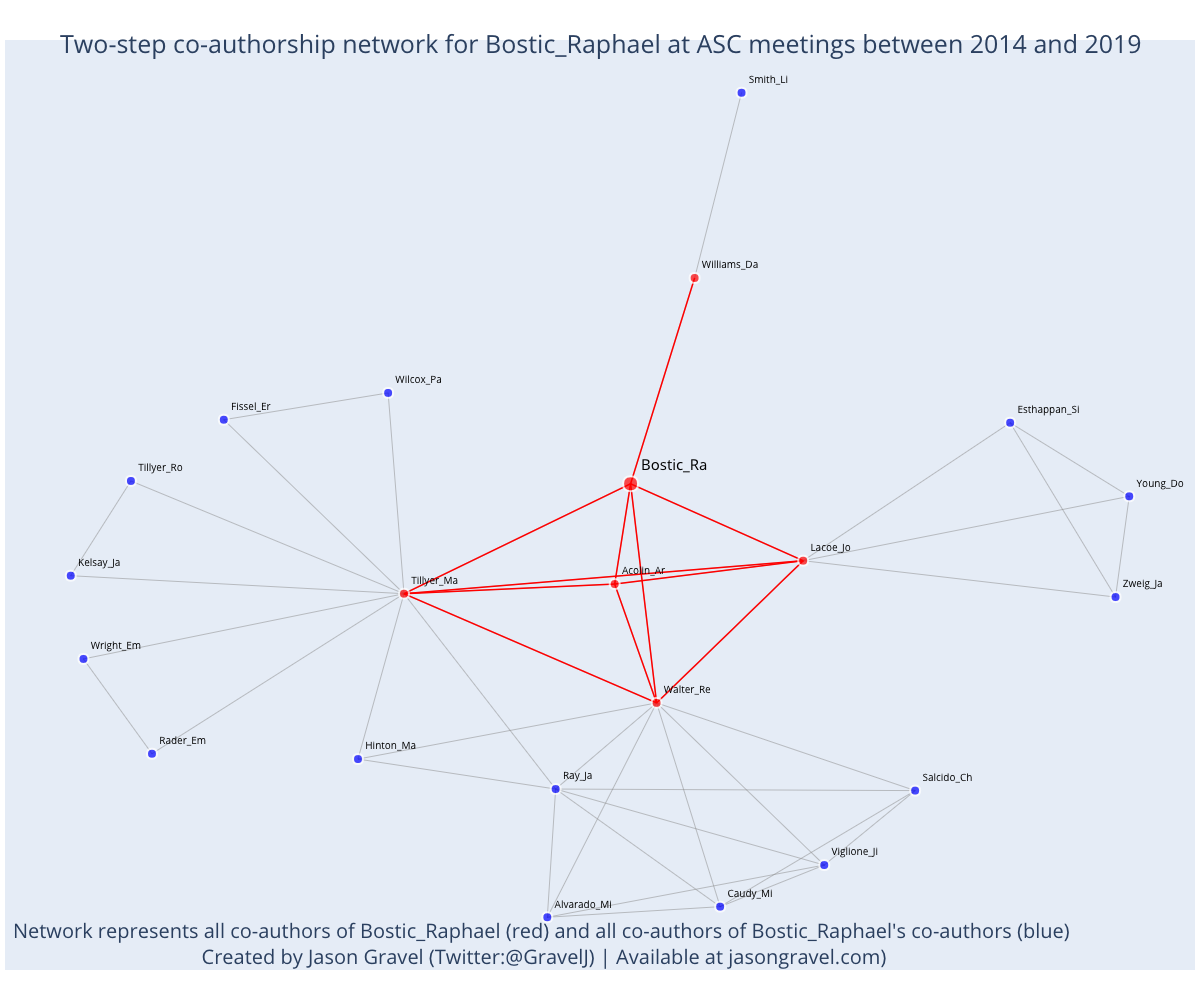 Two-step co-authorship network for Bostic_Raphael at ASC meetings between 2014 and 2019
Smith_Li
Williams_Da
Wilcox_Pa
Fissel_Er
Esthappan_Si
Bostic_Ra
Tillyer_Ro
Young_Do
Lacoe_Jo
Kelsay_Ja
Acolin_Ar
Tillyer_Ma
Zweig_Ja
Wright_Em
Walter_Re
Rader_Em
Hinton_Ma
Ray_Ja
Salcido_Ch
Viglione_Ji
Caudy_Mi
Alvarado_Mi
Network represents all co-authors of Bostic_Raphael (red) and all co-authors of Bostic_Raphael's co-authors (blue)
Created by Jason Gravel (Twitter:@GravelJ) | Available at jasongravel.com)